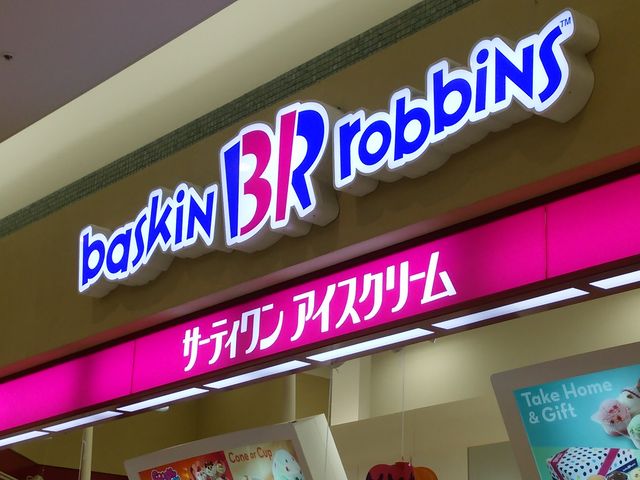 baskin BR robbins™
サーティワン アイスクリーム
Take Home
& Gift
Cone or Cup